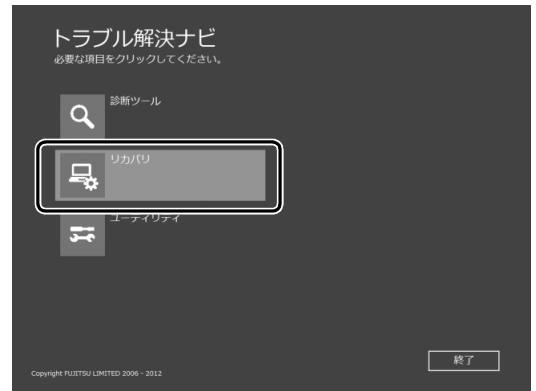 トラブル解決ナビ
必要な項目をクリックしてください。
診断ツール
リカバリ
ユーティリティ
終了
Copyright FUJITSU LIMITED 2006 - 2012